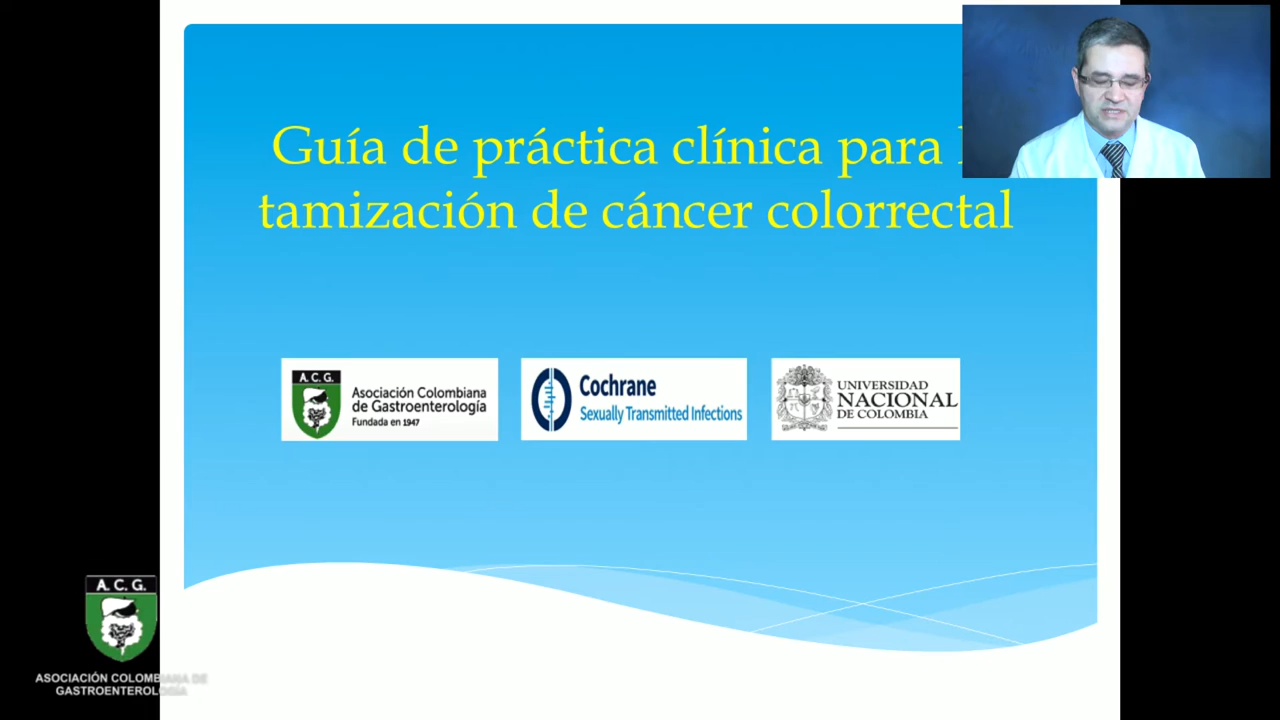 Guía de práctica clínica para
tamización de cáncer colorrectal
A. C. G.
Asociación Colombiana
de Gastroenterología
Fundada en 1947
Cochrane
Sexually Transmitted Infections
UNIVERSIDAD
NACIONAL
DE COLOMBIA
A. C. G.
ASOCIACIÓN COLOMBIANA DE
GASTROENTEROLOGÍA